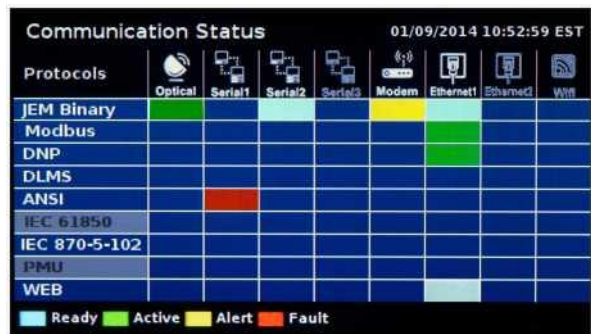 Communication Status 01/09/2014 10:52:59 EST
Protocols Optical Serial1 Serial2 Serial3 Modem Ethernet1 Ethernet2 Wifi
JEM Binary
Modbus
DNP
DLMS
ANSI
IEC 61850
IEC 870-5-102
PMU
WEB
Ready Active Alert Fault